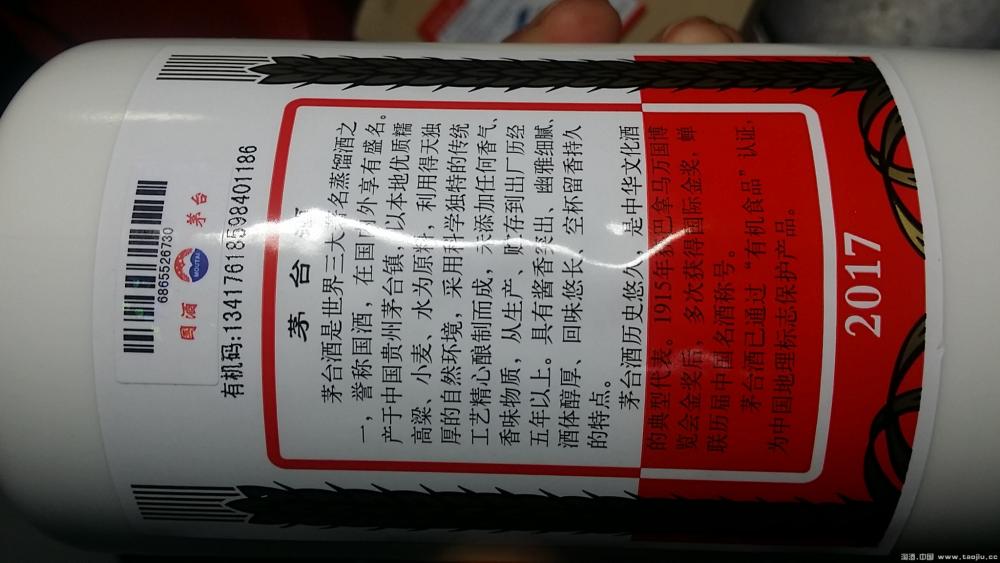 6865526730
国酒 茅台
MOUTAI
有机码:134176185598401186
茅 台
茅台酒是世界三大名蒸馏酒之
一，誉称国酒，在国内外享有盛名。
产于中国贵州茅台镇，以本地优质糯
高粱、小麦、水为原料，利用得天独
厚的自然环境，采用科学独特的传统
工艺精心酿制而成，未添加任何香气、
香味物质，从生产、贮存到出厂历经
五年以上。具有酱香突出、幽雅细腻、
酒体醇厚、回味悠长、空杯留香持久
的特点。
茅台酒历史悠久，是中华文化酒
的典型代表。1915年获巴拿马万国博
览会金奖后，多次获得国际金奖，蝉
联历届中国名酒称号。
茅台酒已通过“有机食品”认证，
为中国地理标志保护产品。
2017
淘酒.中国 www.taojiu.cc